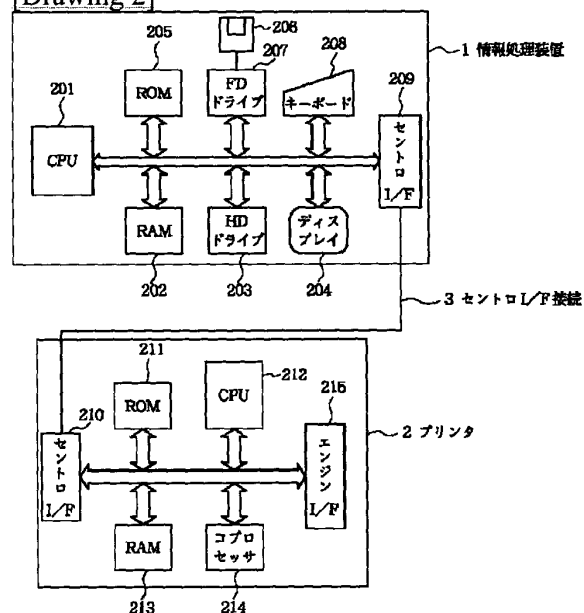 Drawing 2
206
205
207
208
1 情報処理装置
201
209
ROM
FD
ドライブ
キーボード
CPU
セントロ
I/F
RAM
HD
ドライブ
ディス
プレイ
202
203
204
3 セントロI/F接続
211
212
215
210
ROM
CPU
2 プリンタ
セントロ
I/F
エンジン
I/F
RAM
コプロ
セッサ
213
214